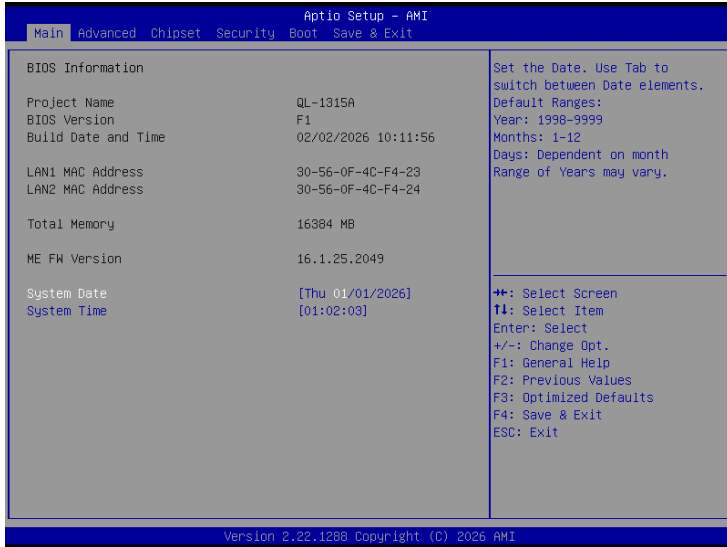 Aptio Setup – AMI
Main Advanced Chipset Security Boot Save & Exit
BIOS Information
Project Name QL-1315A
BIOS Version F1
Build Date and Time 02/02/2026 10:11:56
LAN1 MAC Address 30-56-0F-4C-F4-23
LAN2 MAC Address 30-56-0F-4C-F4-24
Total Memory 16384 MB
ME FW Version 16.1.25.2049
System Date [Thu 01/01/2026]
System Time [01:02:03]
Set the Date. Use Tab to
switch between Date elements.
Default Ranges:
Year: 1998-9999
Months: 1-12
Days: Dependent on month
Range of Years may vary.
→←: Select Screen
↑↓: Select Item
Enter: Select
+/-: Change Opt.
F1: General Help
F2: Previous Values
F3: Optimized Defaults
F4: Save & Exit
ESC: Exit
Version 2.22.1288 Copyright (C) 2026 AMI